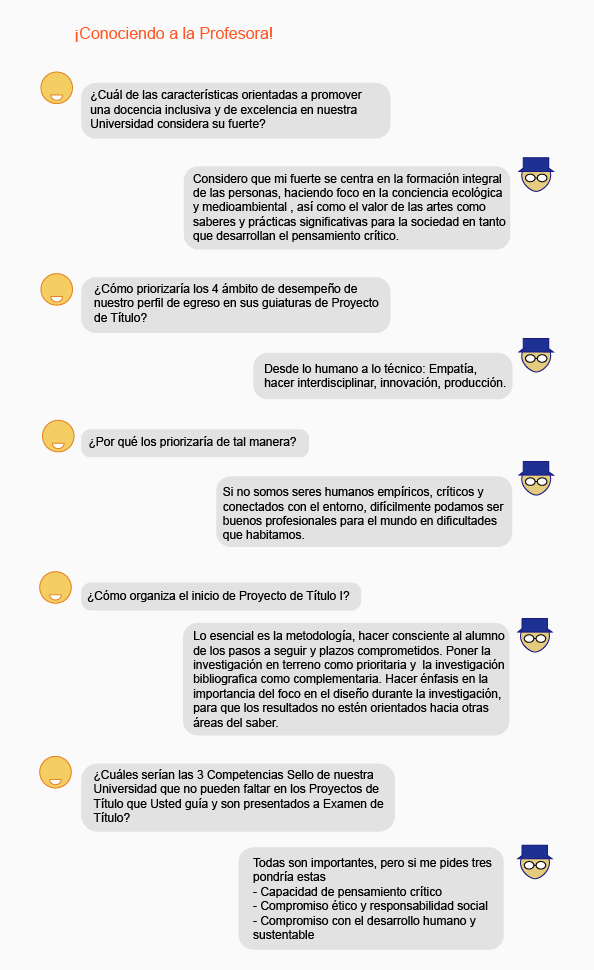 ¡Conociendo a la Profesora!
¿Cuál de las características orientadas a promover
una docencia inclusiva y de excelencia en nuestra
Universidad considera su fuerte?
Considero que mi fuerte se centra en la formación integral
de las personas, haciendo foco en la conciencia ecológica
y medioambiental , así como el valor de las artes como
saberes y prácticas significativas para la sociedad en tanto
que desarrollan el pensamiento crítico.
¿Cómo priorizaría los 4 ámbito de desempeño de
nuestro perfil de egreso en sus guiaturas de Proyecto
de Título?
Desde lo humano a lo técnico: Empatía,
hacer interdisciplinar, innovación, producción.
¿Por qué los priorizaría de tal manera?
Si no somos seres humanos empíricos, críticos y
conectados con el entorno, difícilmente podamos ser
buenos profesionales para el mundo en dificultades
que habitamos.
¿Cómo organiza el inicio de Proyecto de Título I?
Lo esencial es la metodología, hacer consciente al alumno
de los pasos a seguir y plazos comprometidos. Poner la
investigación en terreno como prioritaria y  la investigación
bibliografica como complementaria. Hacer énfasis en la
importancia del foco en el diseño durante la investigación,
para que los resultados no estén orientados hacia otras
áreas del saber.
¿Cuáles serían las 3 Competencias Sello de nuestra
Universidad que no pueden faltar en los Proyectos de
Título que Usted guía y son presentados a Examen de
Título?
Todas son importantes, pero si me pides tres
pondría estas
- Capacidad de pensamiento crítico
- Compromiso ético y responsabilidad social
- Compromiso con el desarrollo humano y
sustentable